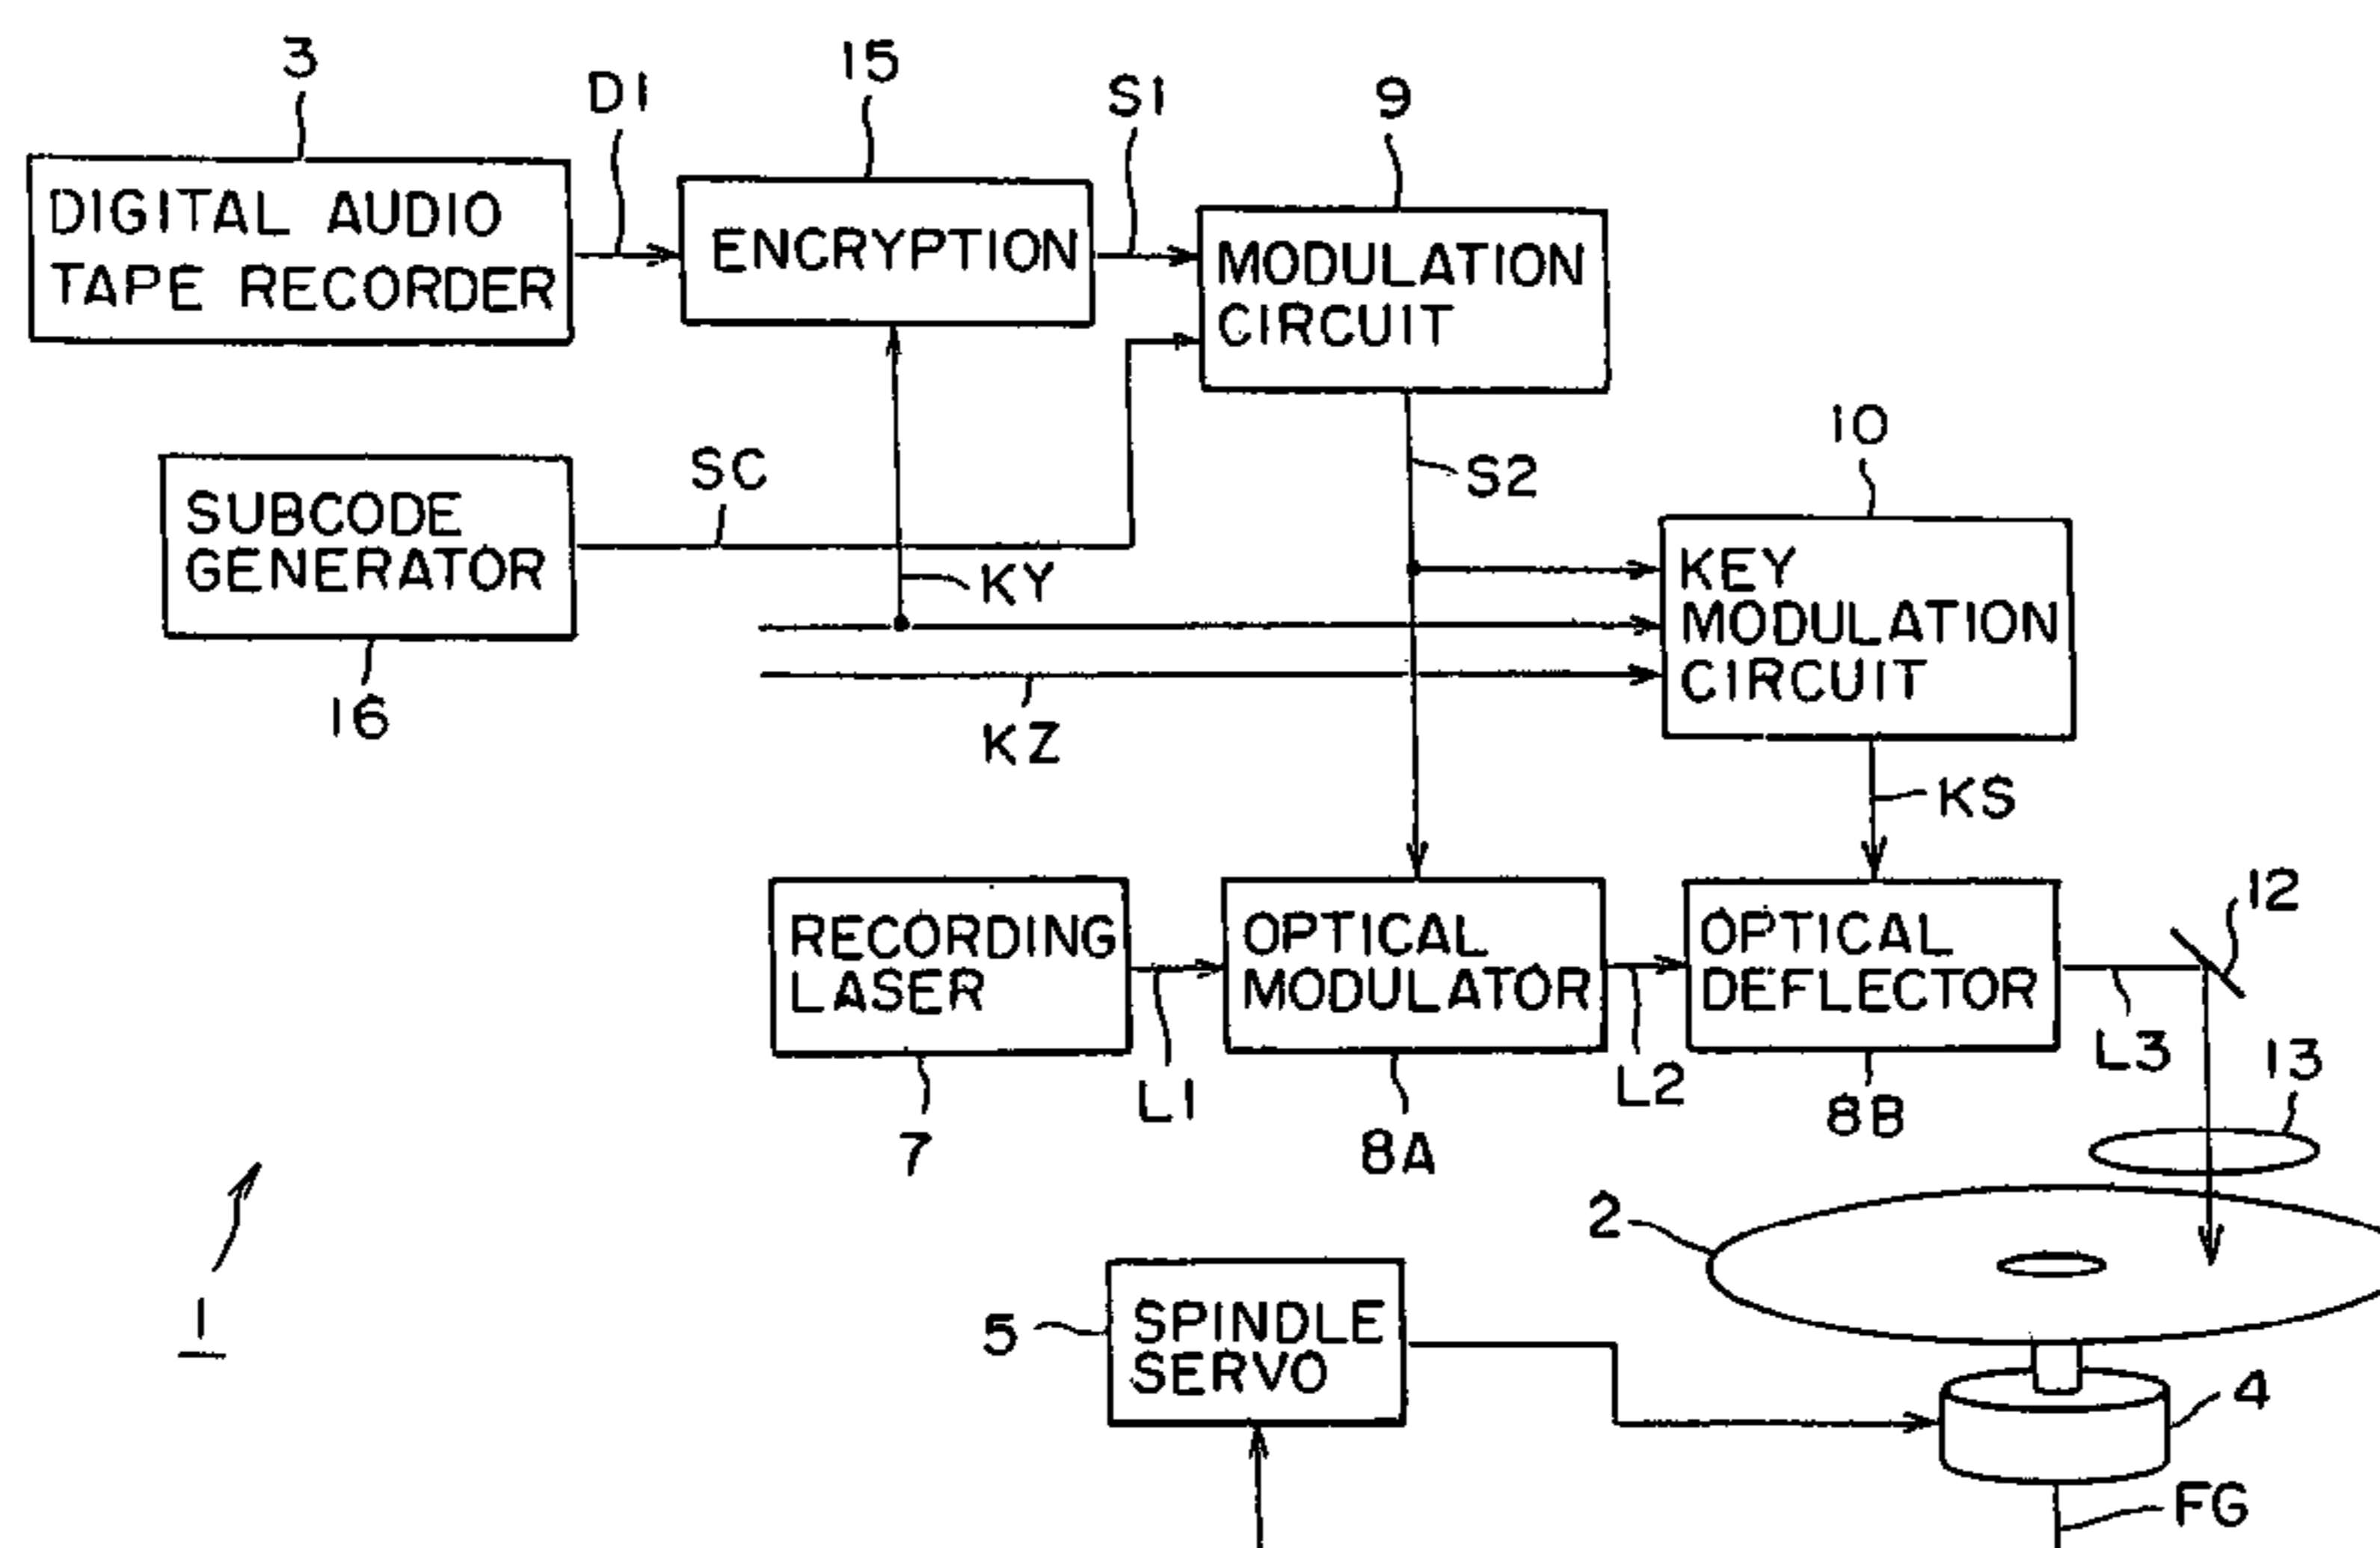 3
D1
15
S1
9
DIGITAL AUDIO
TAPE RECORDER
ENCRYPTION
MODULATION
CIRCUIT
10
SC
S2
SUBCODE
GENERATOR
KY
KEY
MODULATION
CIRCUIT
16
KZ
KS
12
RECORDING
LASER
OPTICAL
MODULATOR
OPTICAL
DEFLECTOR
L1
L2
L3
13
7
8A
8B
2
1
5
SPINDLE
SERVO
4
FG